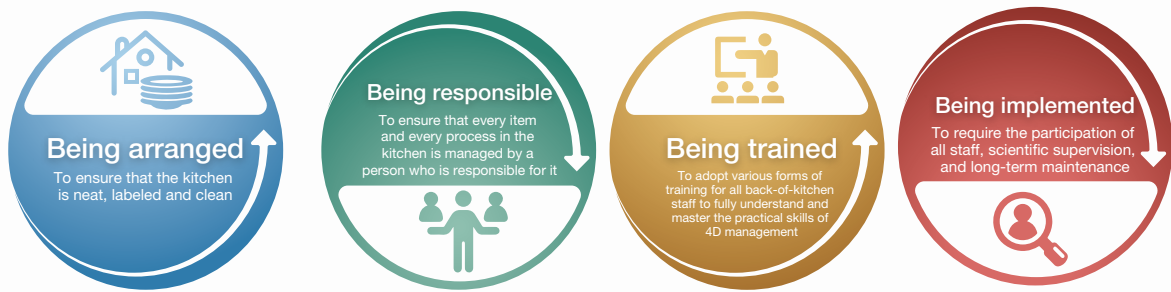 Being arranged
To ensure that the kitchen
is neat, labeled and clean
Being responsible
To ensure that every item
and every process in the
kitchen is managed by a
person who is responsible for it
Being trained
To adopt various forms of
training for all back-of-kitchen
staff to fully understand and
master the practical skills of
4D management
Being implemented
To require the participation of
all staff, scientific supervision,
and long-term maintenance